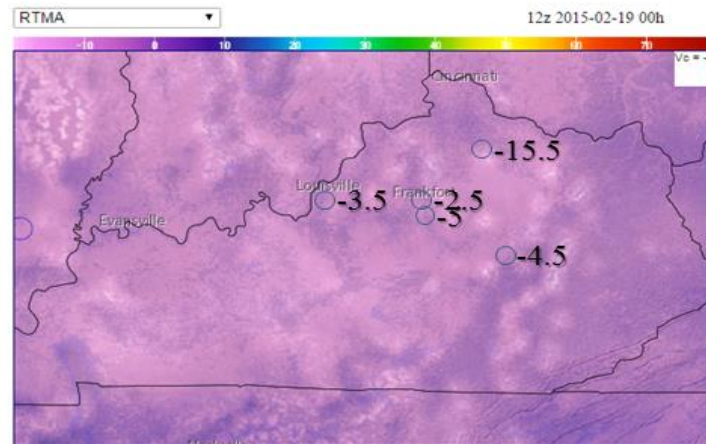 RTMA
12z 2015-02-19 00h
-10 0 10 20 30 40 50 60 70
Vc = -
Cincinnati
-15.5
Louisville
Frankfort
-3.5
-2.5
-5
Evansville
-4.5